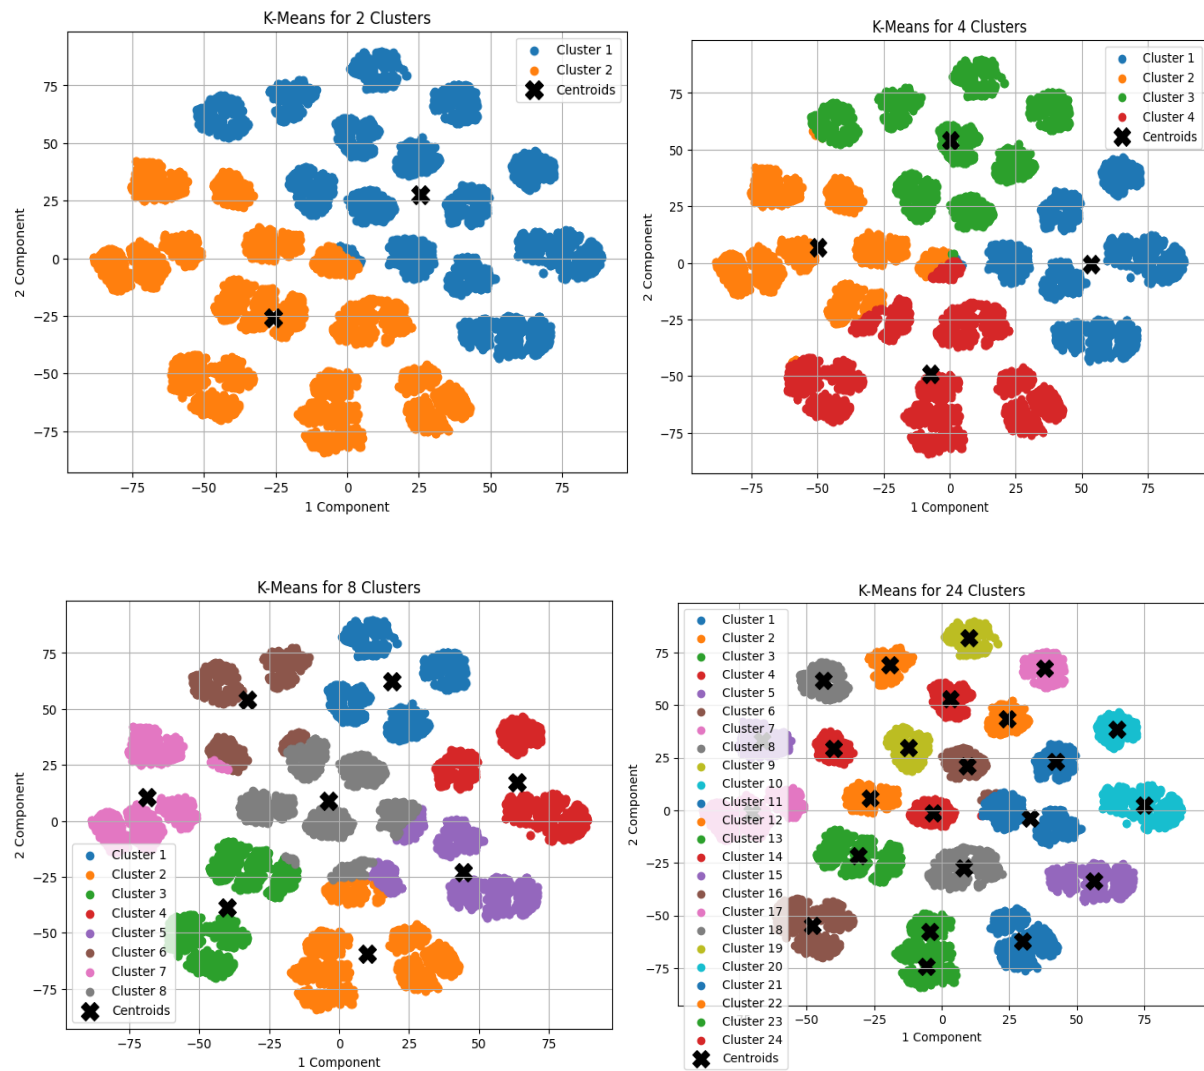 K-Means for 2 Clusters
Cluster 1
Cluster 2
Centroids
75
50
25
0
−25
−50
−75
2 Component
−75 −50 −25 0 25 50 75
1 Component
K-Means for 4 Clusters
Cluster 1
Cluster 2
Cluster 3
Cluster 4
Centroids
75
50
25
0
−25
−50
−75
2 Component
−75 −50 −25 0 25 50 75
1 Component
K-Means for 8 Clusters
75
50
25
0
−25
−50
−75
2 Component
Cluster 1
Cluster 2
Cluster 3
Cluster 4
Cluster 5
Cluster 6
Cluster 7
Cluster 8
Centroids
−75 −50 −25 0 25 50 75
1 Component
K-Means for 24 Clusters
75
50
25
0
−25
−50
−75
2 Component
Cluster 1
Cluster 2
Cluster 3
Cluster 4
Cluster 5
Cluster 6
Cluster 7
Cluster 8
Cluster 9
Cluster 10
Cluster 11
Cluster 12
Cluster 13
Cluster 14
Cluster 15
Cluster 16
Cluster 17
Cluster 18
Cluster 19
Cluster 20
Cluster 21
Cluster 22
Cluster 23
Cluster 24
Centroids
−50 −25 0 25 50 75
1 Component